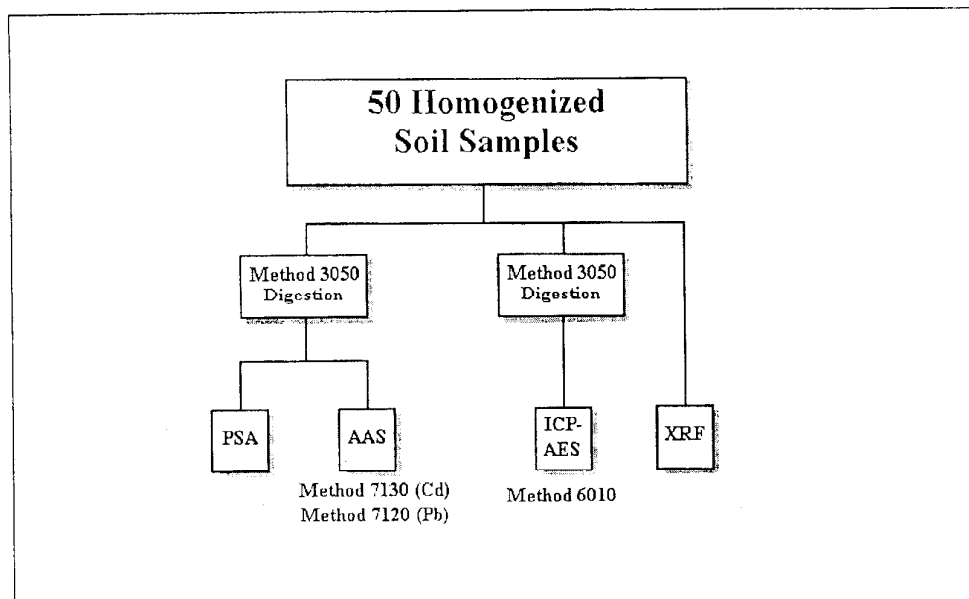 50 Homogenized
Soil Samples
Method 3050
Digestion
Method 3050
Digestion
PSA
AAS
ICP-
AES
XRF
Method 7130 (Cd)
Method 7120 (Pb)
Method 6010